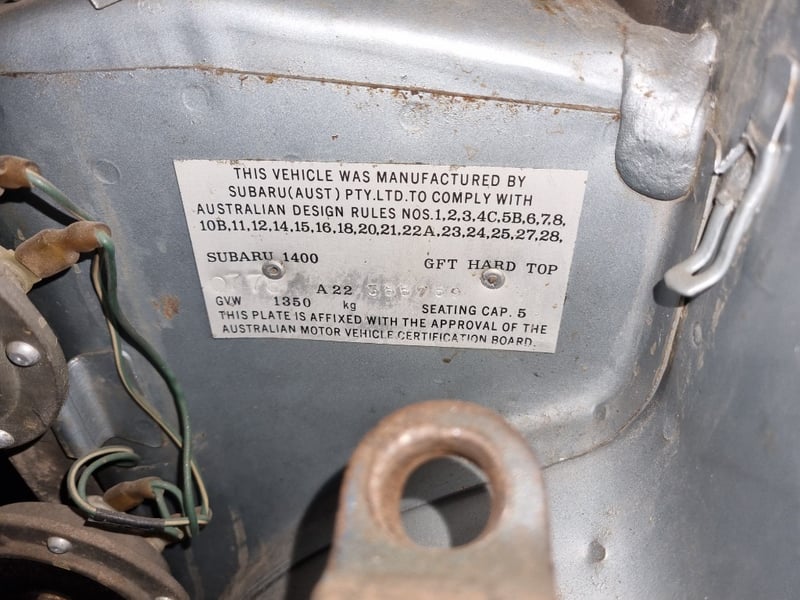 THIS VEHICLE WAS MANUFACTURED BY
SUBARU(AUST) PTY.LTD.TO COMPLY WITH
AUSTRALIAN DESIGN RULES NOS.1,2,3,4C,5B,6,7,8,
10B,11,12,14,15,16,18,20,21,22A,23,24,25,27,28,
SUBARU 1400 GFT HARD TOP
A22
GVW 1350 kg SEATING CAP. 5
THIS PLATE IS AFFIXED WITH THE APPROVAL OF THE
AUSTRALIAN MOTOR VEHICLE CERTIFICATION BOARD.